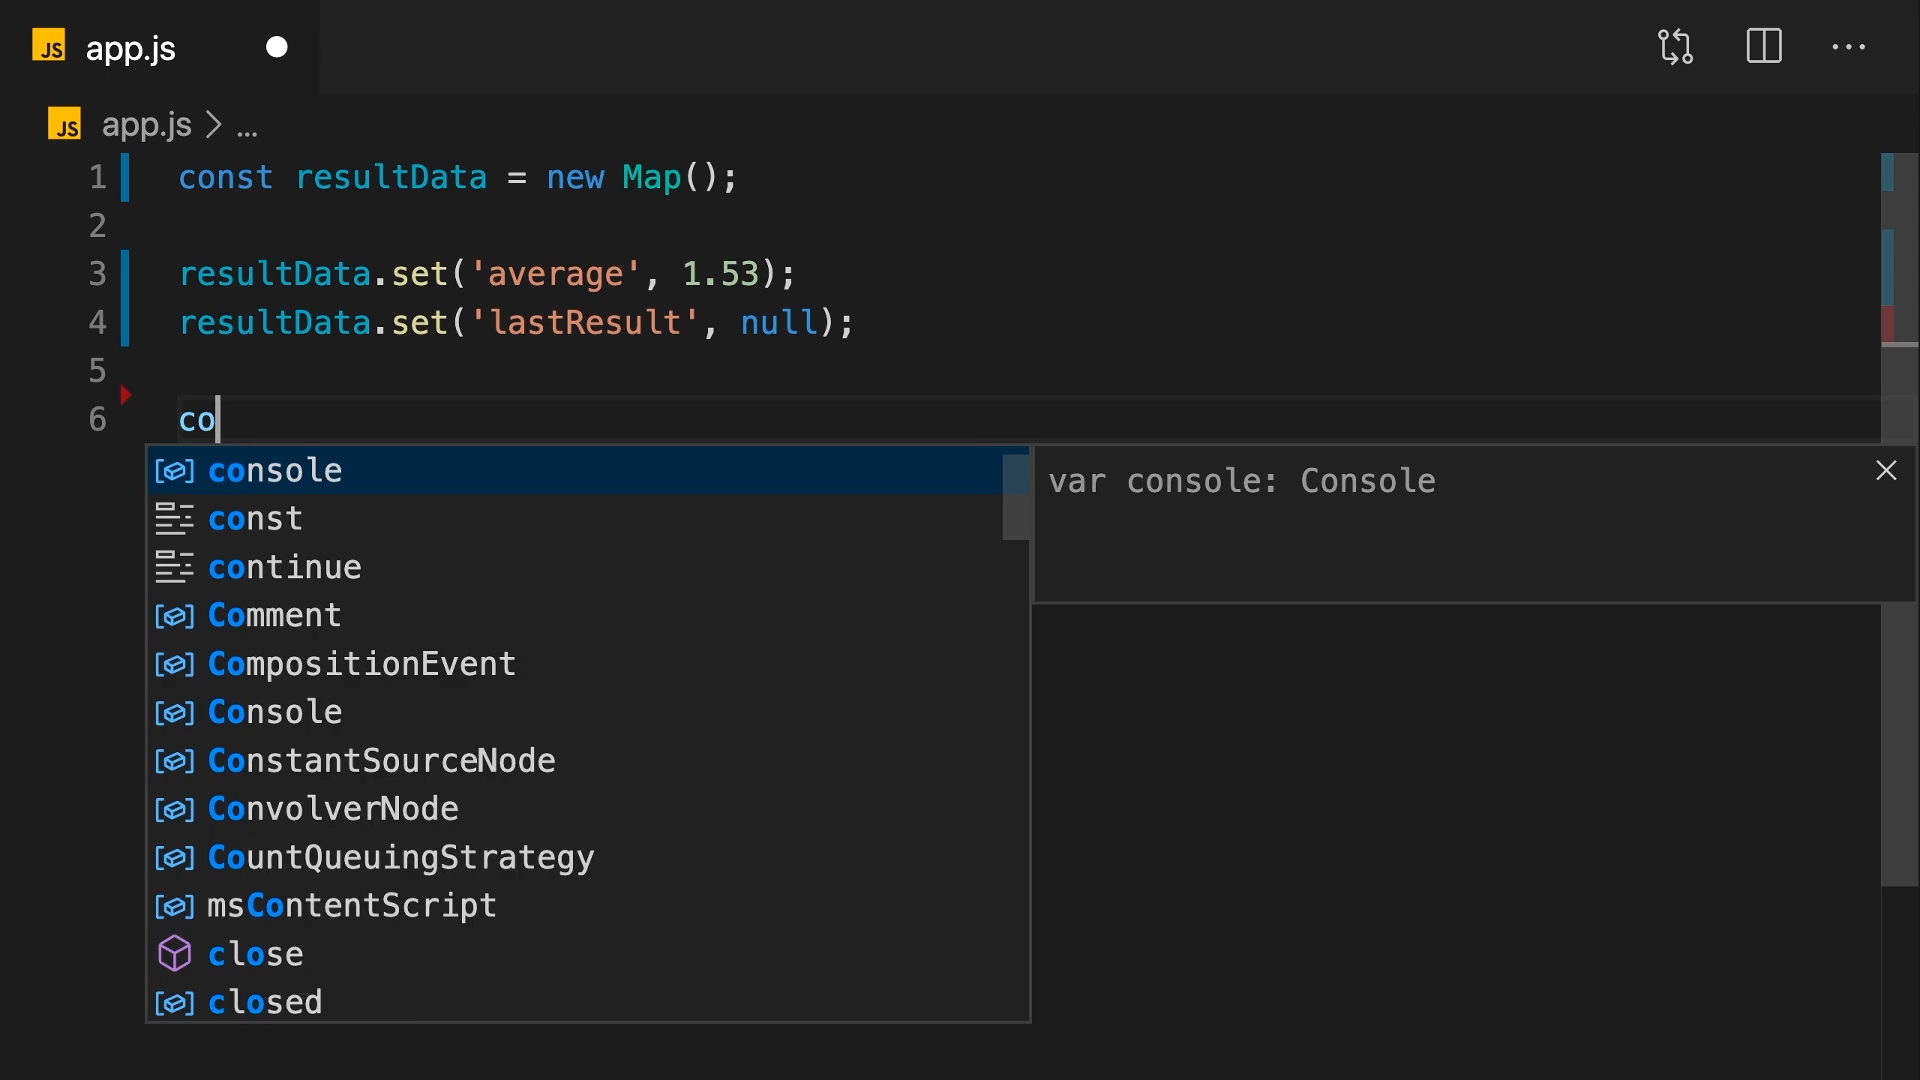 JS app.js
JS app.js > ...
1 const resultData = new Map();
2
3 resultData.set('average', 1.53);
4 resultData.set('lastResult', null);
5
6 co
console
var console: Console
const
continue
Comment
CompositionEvent
Console
ConstantSourceNode
ConvolverNode
CountQueuingStrategy
msContentScript
close
closed